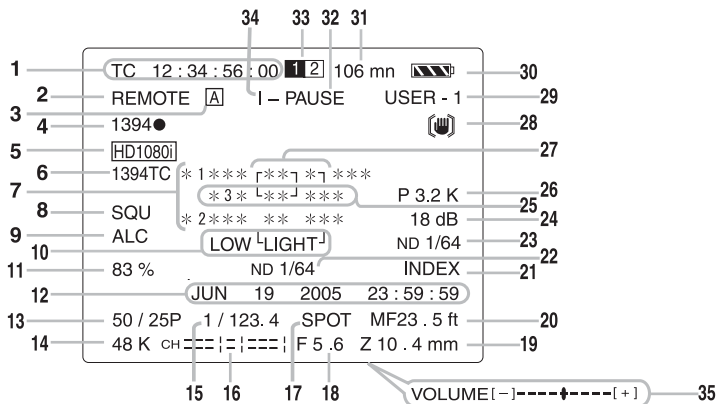 34 33 32 31
1 TC 12 : 34 : 56 : 00 1 2 106 mn 30
2 REMOTE A I – PAUSE USER - 1 29
3
4 1394● 28
5 HD1080i 27
6 1394TC ＊1＊＊＊ ＊＊ ＊ ＊＊＊
7 ＊3＊ ＊＊ ＊＊＊ P 3.2 K 26
25
8 SQU ＊2＊＊＊ ＊＊ ＊＊＊ 18 dB 24
9 ALC LOW LIGHT ND 1/64 23
10 22
11 83 % ND 1/64 INDEX 21
12 JUN 19 2005 23 : 59 : 59
13 50 / 25P 1 / 123. 4 SPOT MF23 . 5 ft 20
14 48 K CH F 5 .6 Z 10 . 4 mm 19
15 16 17 18
VOLUME [ – ] ---- ---- [ + ] 35